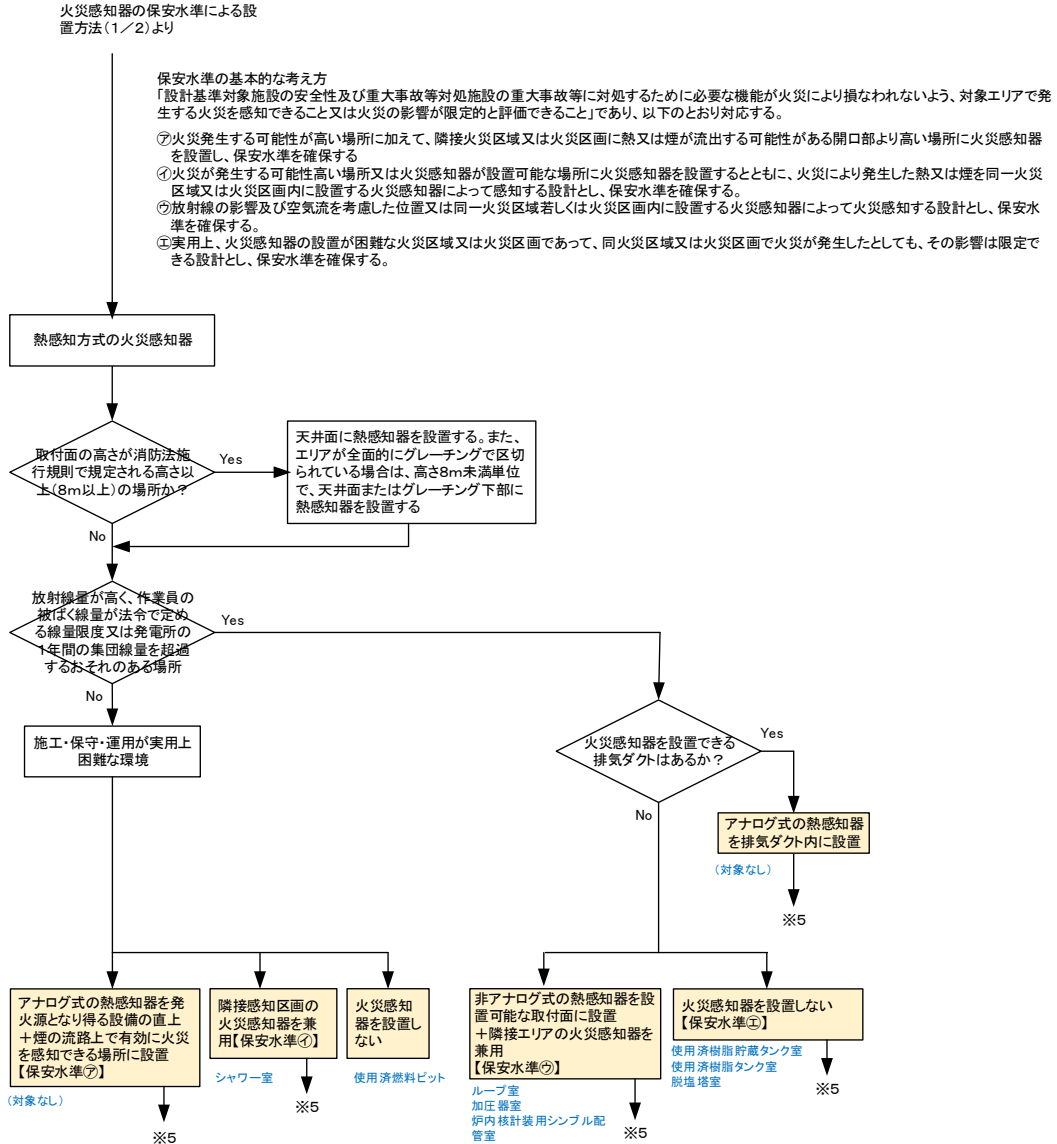 火災感知器の保安水準による設
置方法(1/2)より
保安水準の基本的な考え方
「設計基準対象施設の安全性及び重大事故等対処施設の重大事故等に対処するために必要な機能が火災により損なわれないよう、対象エリアで発
生する火災を感知できること又は火災の影響が限定的と評価できること」であり、以下のとおり対応する。
㋐火災発生する可能性が高い場所に加えて、隣接火災区域又は火災区画に熱又は煙が流出する可能性がある開口部より高い場所に火災感知器
を設置し、保安水準を確保する
㋑火災が発生する可能性高い場所又は火災感知器が設置可能な場所に火災感知器を設置するとともに、火災により発生した熱又は煙を同一火災
区域又は火災区画内に設置する火災感知器によって感知する設計とし、保安水準を確保する。
㋒放射線の影響及び空気流を考慮した位置又は同一火災区域若しくは火災区画内に設置する火災感知器によって火災感知する設計とし、保安水
準を確保する。
㋓実用上、火災感知器の設置が困難な火災区域又は火災区画であって、同火災区域又は火災区画で火災が発生したとしても、その影響は限定で
きる設計とし、保安水準を確保する。
熱感知方式の火災感知器
取付面の高さが消防法施
行規則で規定される高さ以
上(8m以上)の場所か?
Yes
天井面に熱感知器を設置する。また、
エリアが全面的にグレーチングで区切
られている場合は、高さ8m未満単位
で、天井面またはグレーチング下部に
熱感知器を設置する
No
放射線量が高く、作業員の
被ばく線量が法令で定め
る線量限度又は発電所の
1年間の集団線量を超過
するおそれのある場所
Yes
No
施工・保守・運用が実用上
困難な環境
火災感知器を設置できる
排気ダクトはあるか?
Yes
No
アナログ式の熱感知器
を排気ダクト内に設置
(対象なし)
※5
アナログ式の熱感知器を発
火源となり得る設備の直上
+煙の流路上で有効に火災
を感知できる場所に設置
【保安水準㋐】
(対象なし)
※5
隣接感知区画の
火災感知器を兼
用【保安水準㋑】
シャワー室
※5
火災感知
器を設置し
ない
使用済燃料ピット
非アナログ式の熱感知器を設
置可能な取付面に設置
+隣接エリアの火災感知器を
兼用
【保安水準㋒】
ループ室
加圧器室
炉内核計装用シンブル配
管室
※5
火災感知器を設置しない
【保安水準㋓】
使用済樹脂貯蔵タンク室
使用済樹脂タンク室
脱塩塔室
※5